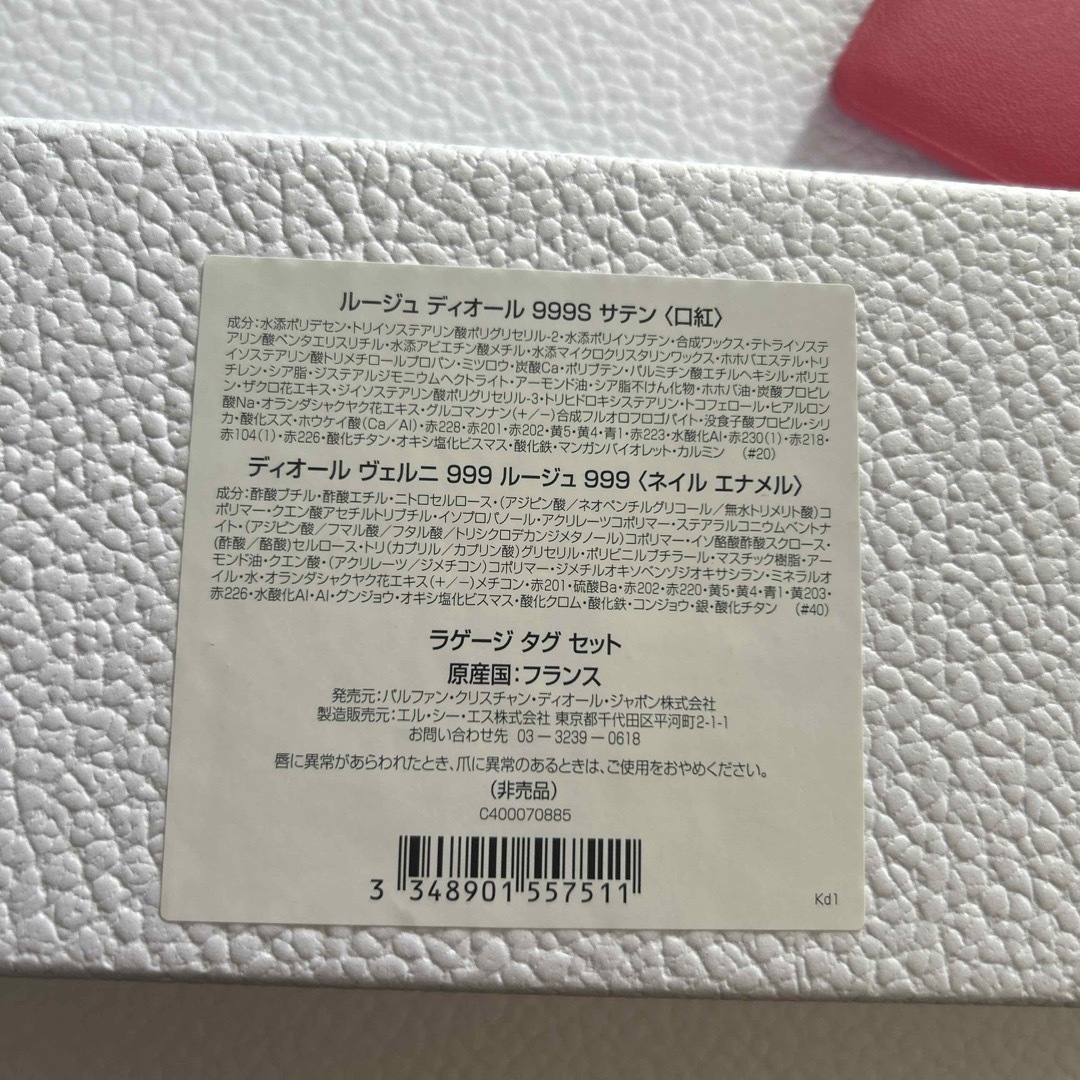 ルージュ ディオール 999S サテン〈口紅〉
成分：水添ポリデセン・トリイソステアリン酸ポリグリセリル-2・水添ポリイソブテン・合成ワックス・テトライソステ
アリン酸ペンタエリスリチル・水添アビエチン酸メチル・水添マイクロクリスタリンワックス・ホホバエステル・トリ
イソステアリン酸トリメチロールプロパン・ミツロウ・炭酸Ca・ポリブテン・パルミチン酸エチルヘキシル・ポリエ
チレン・シア脂・ジステアルジモニウムヘクトライト・アーモンド油・シア脂不けん化物・ホホバ油・炭酸プロピレ
ン・ザクロ花エキス・ジイソステアリン酸ポリグリセリル-3・トリヒドロキシステアリン・トコフェロール・ヒアルロン
酸Na・オランダシャクヤク花エキス・グルコマンナン(+/−)合成フルオロフロゴパイト・没食子酸プロピル・シリ
カ・酸化スズ・ホウケイ酸(Ca/Al)・赤228・赤201・赤202・黄5・黄4・青1・赤223・水酸化Al・赤230(1)・赤218・
赤104(1)・赤226・酸化チタン・オキシ塩化ビスマス・酸化鉄・マンガンバイオレット・カルミン (#20)
ディオール ヴェルニ 999 ルージュ 999〈ネイル エナメル〉
成分：酢酸ブチル・酢酸エチル・ニトロセルロース・(アジピン酸/ネオペンチルグリコール/無水トリメリト酸)コ
ポリマー・クエン酸アセチルトリブチル・イソプロパノール・アクリレーツコポリマー・ステアラルコニウムベントナ
イト・(アジピン酸/フマル酸/フタル酸/トリシクロデカンジメタノール)コポリマー・イソ酪酸酢酸スクロース・
(酢酸/酪酸)セルロース・トリ(カプリル/カプリン酸)グリセリル・ポリビニルブチラール・マスチック樹脂・アー
モンド油・クエン酸・(アクリレーツ/ジメチコン)コポリマー・ジメチルオキソベンゾジオキサシラン・ミネラルオ
イル・水・オランダシャクヤク花エキス(+/−)メチコン・赤201・硫酸Ba・赤202・赤220・黄5・黄4・青1・黄203・
赤226・水酸化Al・Al・グンジョウ・オキシ塩化ビスマス・酸化クロム・酸化鉄・コンジョウ・銀・酸化チタン (#40)
ラゲージ タグ セット
原産国：フランス
発売元：パルファン・クリスチャン・ディオール・ジャポン株式会社
製造販売元：エル・シー・エス株式会社 東京都千代田区平河町2-1-1
お問い合わせ先 03－3239－0618
唇に異常があらわれたとき、爪に異常のあるときは、ご使用をおやめください。
(非売品)
C400070885
3 348901 557511
Kd1